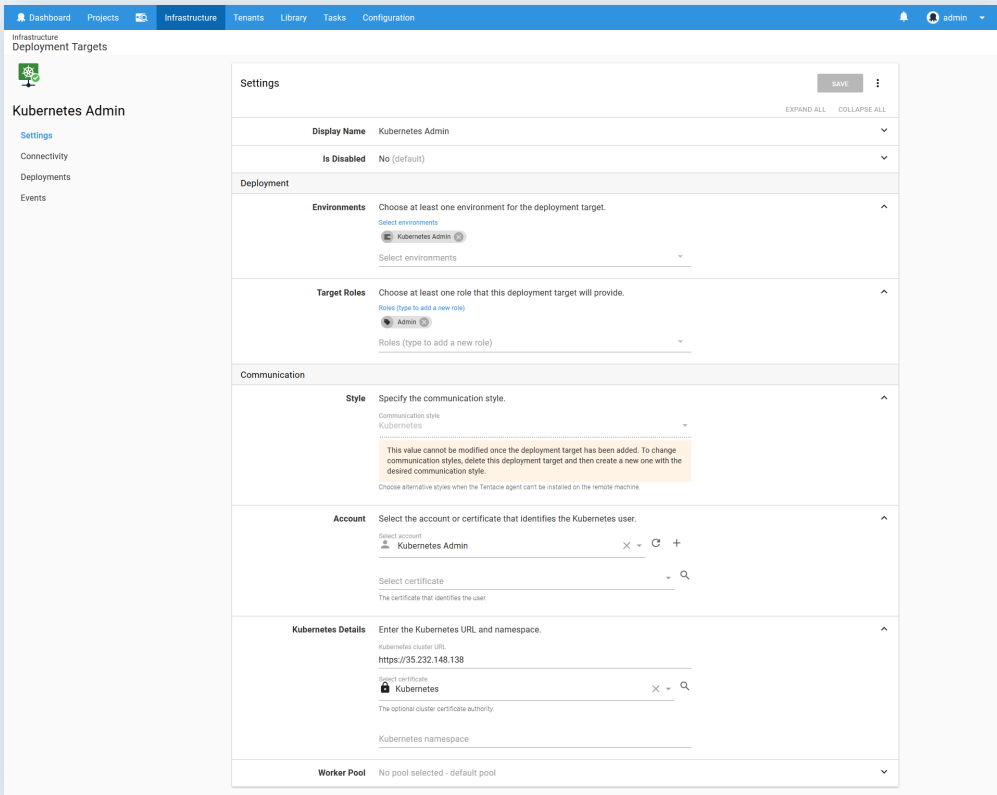 Dashboard Projects Infrastructure Tenants Library Tasks Configuration admin
Infrastructure
Deployment Targets
Kubernetes Admin
Settings
Connectivity
Deployments
Events
Settings
SAVE
EXPAND ALL COLLAPSE ALL
Display Name Kubernetes Admin
Is Disabled No (default)
Deployment
Environments Choose at least one environment for the deployment target.
Select environments
Kubernetes Admin
Select environments
Target Roles Choose at least one role that this deployment target will provide.
Roles (type to add a new role)
Admin
Roles (type to add a new role)
Communication
Style Specify the communication style.
Communication style
Kubernetes
This value cannot be modified once the deployment target has been added. To change
communication styles, delete this deployment target and then create a new one with the
desired communication style.
Choose alternative styles when the Tentacle agent can't be installed on the remote machine.
Account Select the account or certificate that identifies the Kubernetes user.
Select account
Kubernetes Admin
Select certificate
The certificate that identifies the user.
Kubernetes Details Enter the Kubernetes URL and namespace.
Kubernetes cluster URL
https://35.232.148.138
Select certificate
Kubernetes
The optional cluster certificate authority.
Kubernetes namespace
Worker Pool No pool selected - default pool